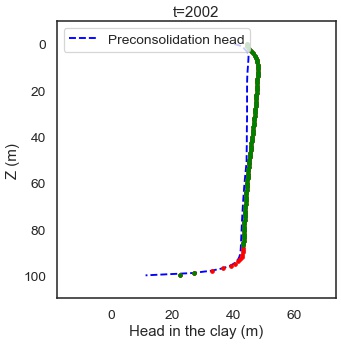 t=2002
Preconsolidation head
Z (m)
0
20
40
60
80
100
0 20 40 60
Head in the clay (m)